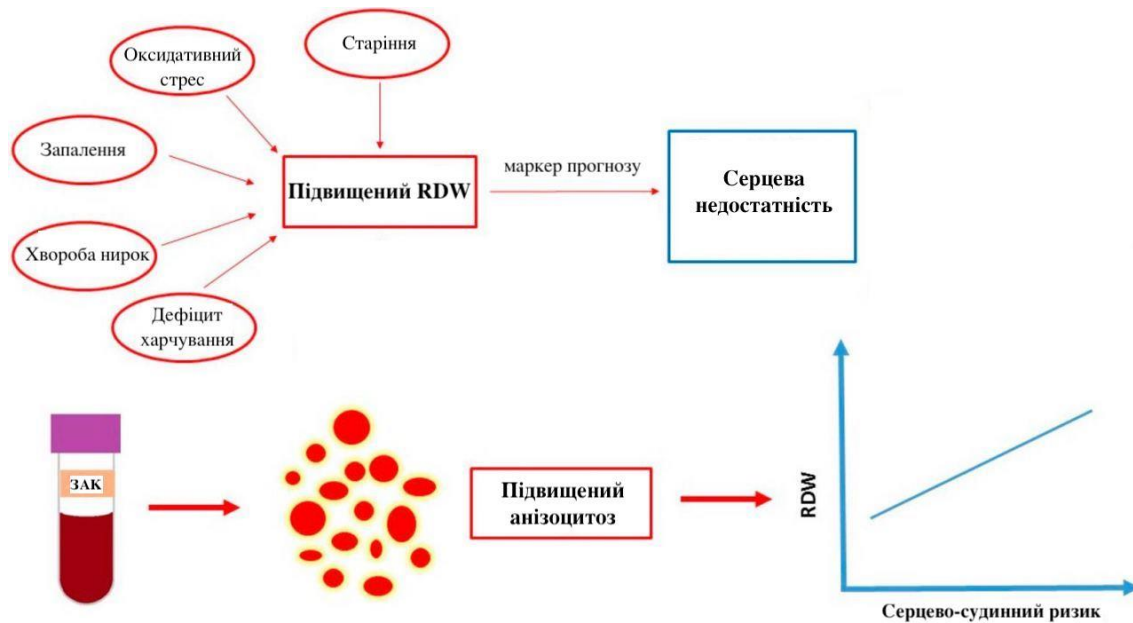 Оксидативний
стрес
Старіння
Запалення
Підвищений RDW
маркер прогнозу
Серцева
недостатність
Хвороба нирок
Дефіцит
харчування
ЗАК
Підвищений
анізоцитоз
RDW
Серцево-судинний ризик